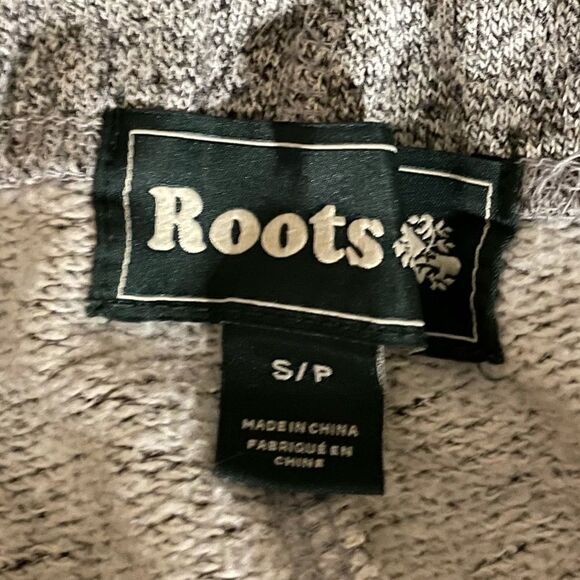 Roots
S/P
MADE IN CHINA
FABRIQUÉ EN
CHINE